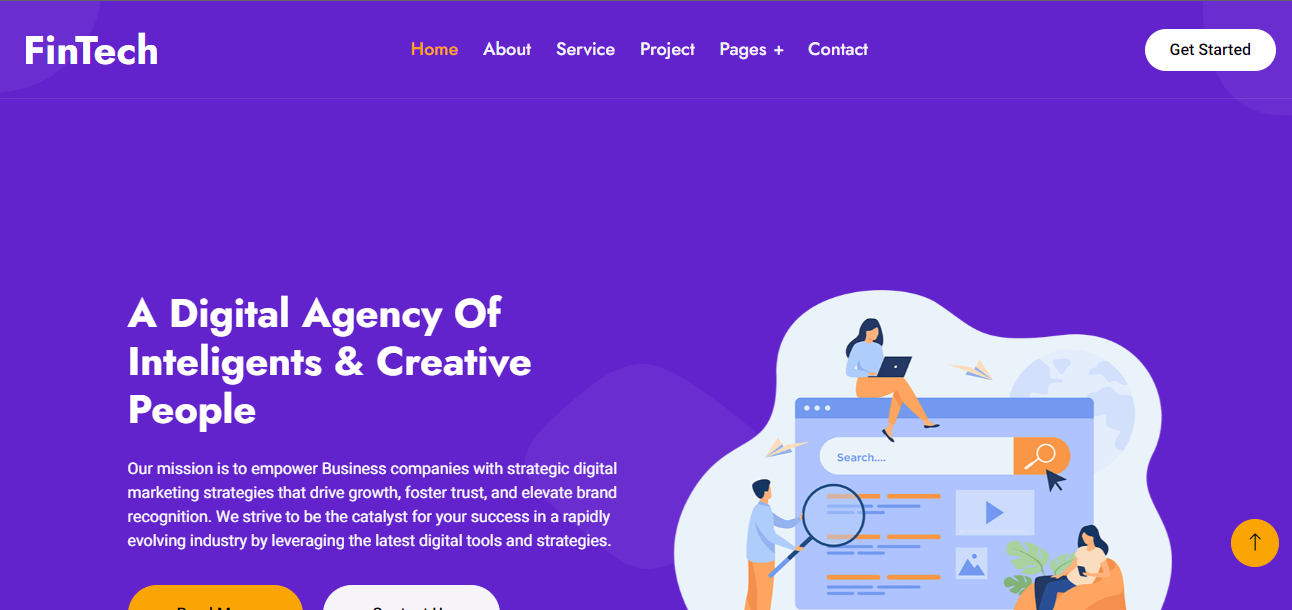 FinTech
Home About Service Project Pages + Contact
Get Started
A Digital Agency Of
Inteligents & Creative
People
Our mission is to empower Business companies with strategic digital
marketing strategies that drive growth, foster trust, and elevate brand
recognition. We strive to be the catalyst for your success in a rapidly
evolving industry by leveraging the latest digital tools and strategies.
Search....